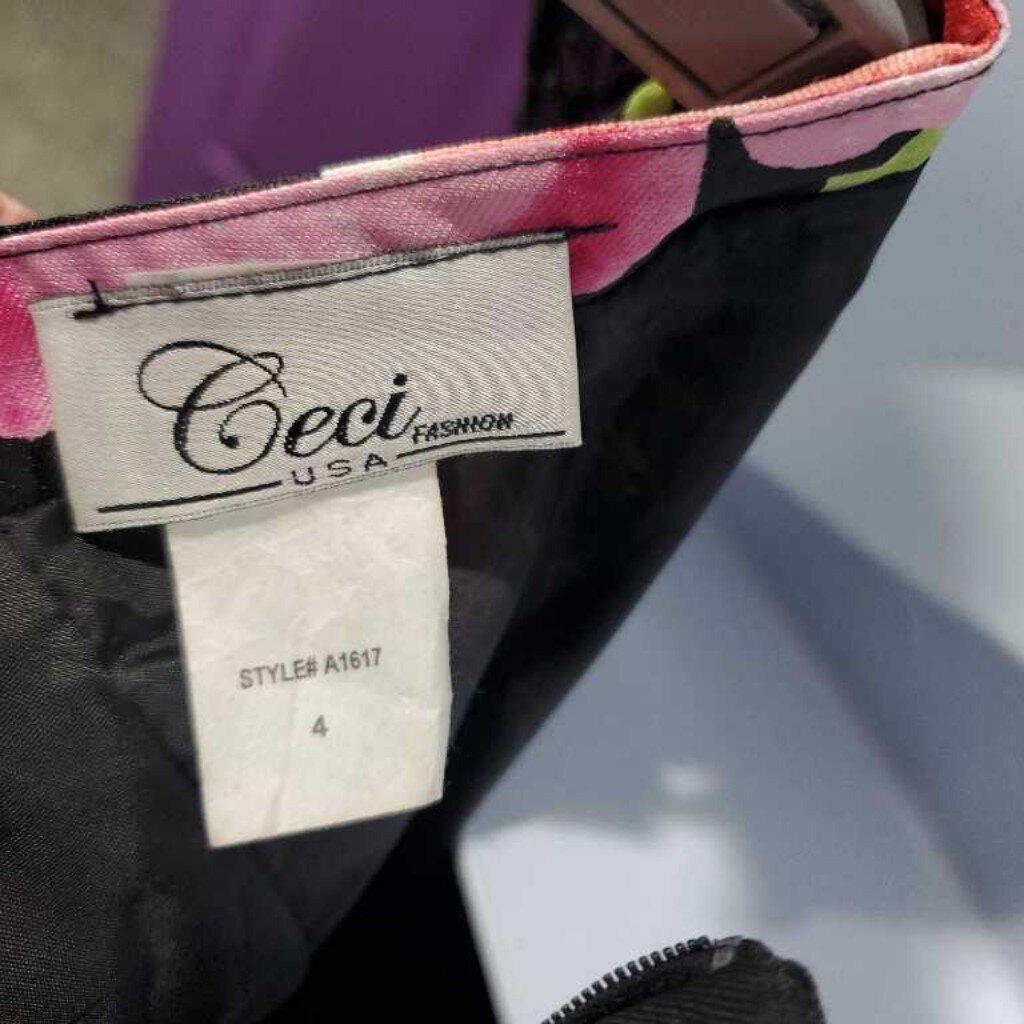 Ceci FASHION
USA
STYLE# A1617
4